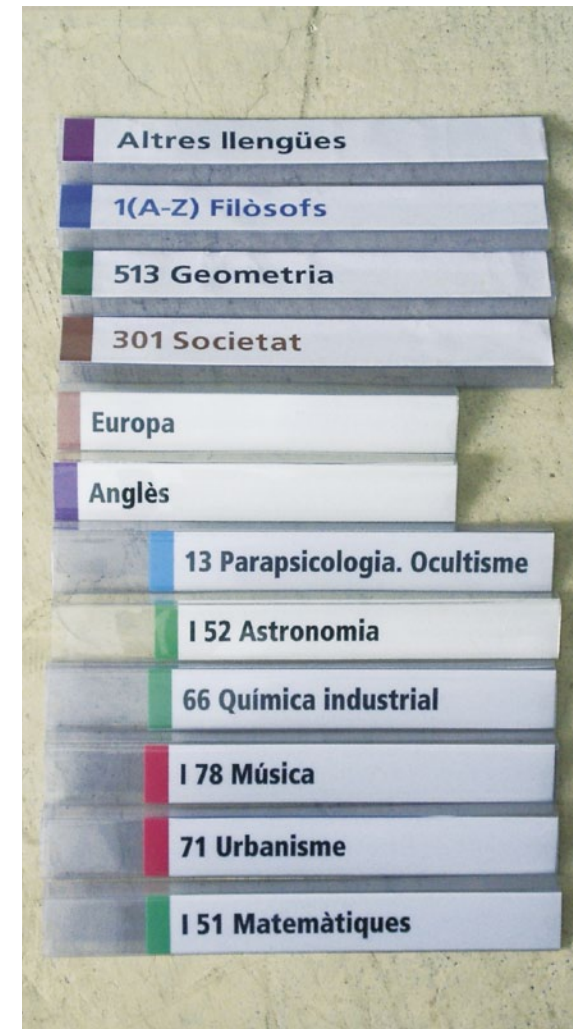 Altres llengües
1(A-Z) Filòsofs
513 Geometria
301 Societat
Europa
Anglès
13 Parapsicologia. Ocultisme
I 52 Astronomia
66 Química industrial
I 78 Música
71 Urbanisme
I 51 Matemàtiques